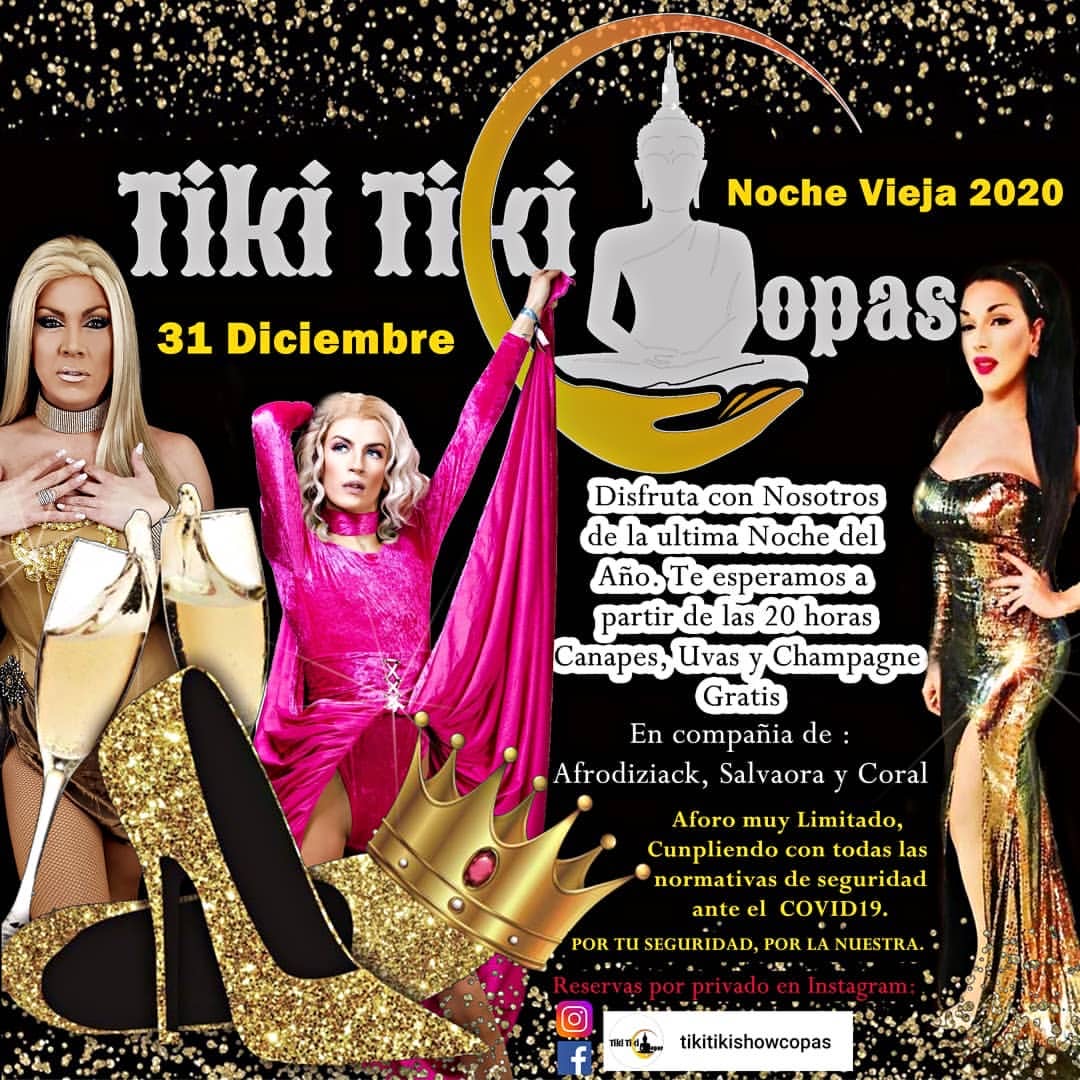 Tiki Tiki
Copas
Noche Vieja 2020
31 Diciembre
Disfruta con Nosotros
de la ultima Noche del
Año. Te esperamos a
partir de las 20 horas
Canapes, Uvas y Champagne
Gratis
En compañia de :
Afrodiziack, Salvaora y Coral
Aforo muy Limitado,
Cunpliendo con todas las
normativas de seguridad
ante el COVID19.
POR TU SEGURIDAD, POR LA NUESTRA.
Reservas por privado en Instagram:
tikitikishowcopas